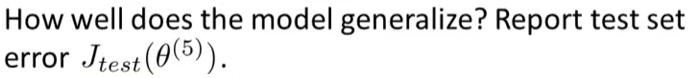 How well does the model generalize? Report test set
error $J_{test}(\theta^{(5)})$.